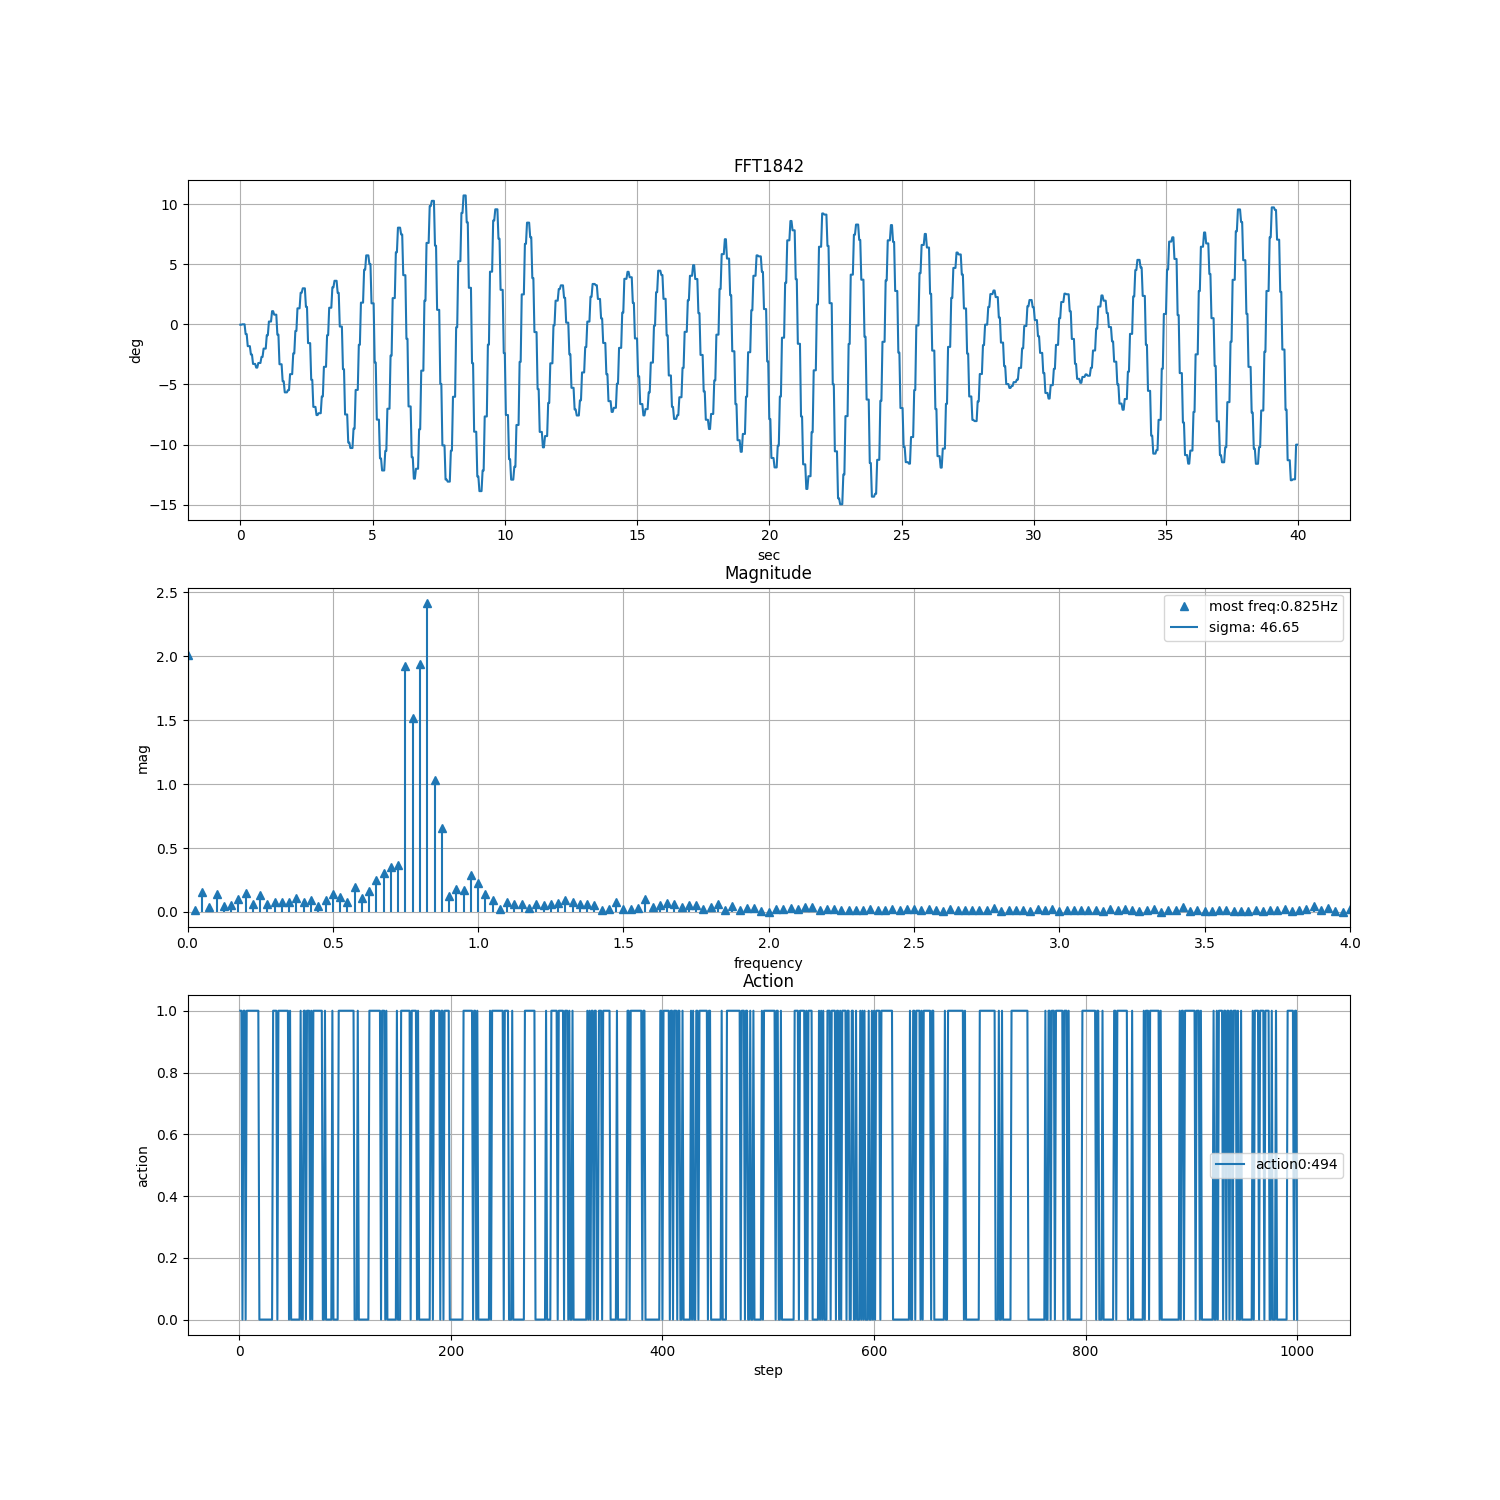 FFT1842
10
5
0
−5
−10
−15
deg
0 5 10 15 20 25 30 35 40
sec
Magnitude
2.5
2.0
1.5
1.0
0.5
0.0
mag
most freq:0.825Hz
sigma: 46.65
0.0 0.5 1.0 1.5 2.0 2.5 3.0 3.5 4.0
frequency
Action
1.0
0.8
0.6
0.4
0.2
0.0
action
action0:494
0 200 400 600 800 1000
step